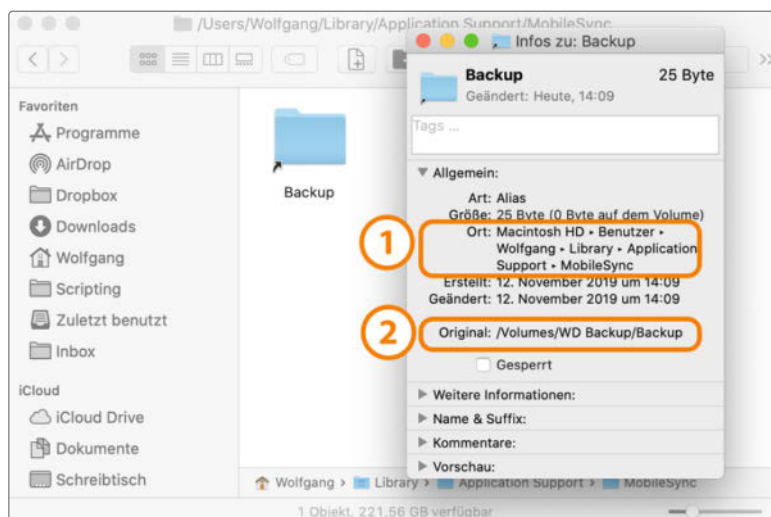 /Users/Wolfgang/Library/Application Support/MobileSync
Infos zu: Backup
Backup 25 Byte
Geändert: Heute, 14:09
Tags ...
Allgemein:
Art: Alias
Größe: 25 Byte (0 Byte auf dem Volume)
Ort: Macintosh HD ▸ Benutzer ▸
Wolfgang ▸ Library ▸ Application
Support ▸ MobileSync
Erstellt: 12. November 2019 um 14:09
Geändert: 12. November 2019 um 14:09
Original: /Volumes/WD Backup/Backup
Gesperrt
Weitere Informationen:
Name & Suffix:
Kommentare:
Vorschau:
1
2
Favoriten
Programme
AirDrop
Dropbox
Downloads
Wolfgang
Scripting
Zuletzt benutzt
Inbox
iCloud
iCloud Drive
Dokumente
Schreibtisch
Backup
Wolfgang › Library › Application Support › MobileSync
1 Objekt, 221,56 GB verfügbar